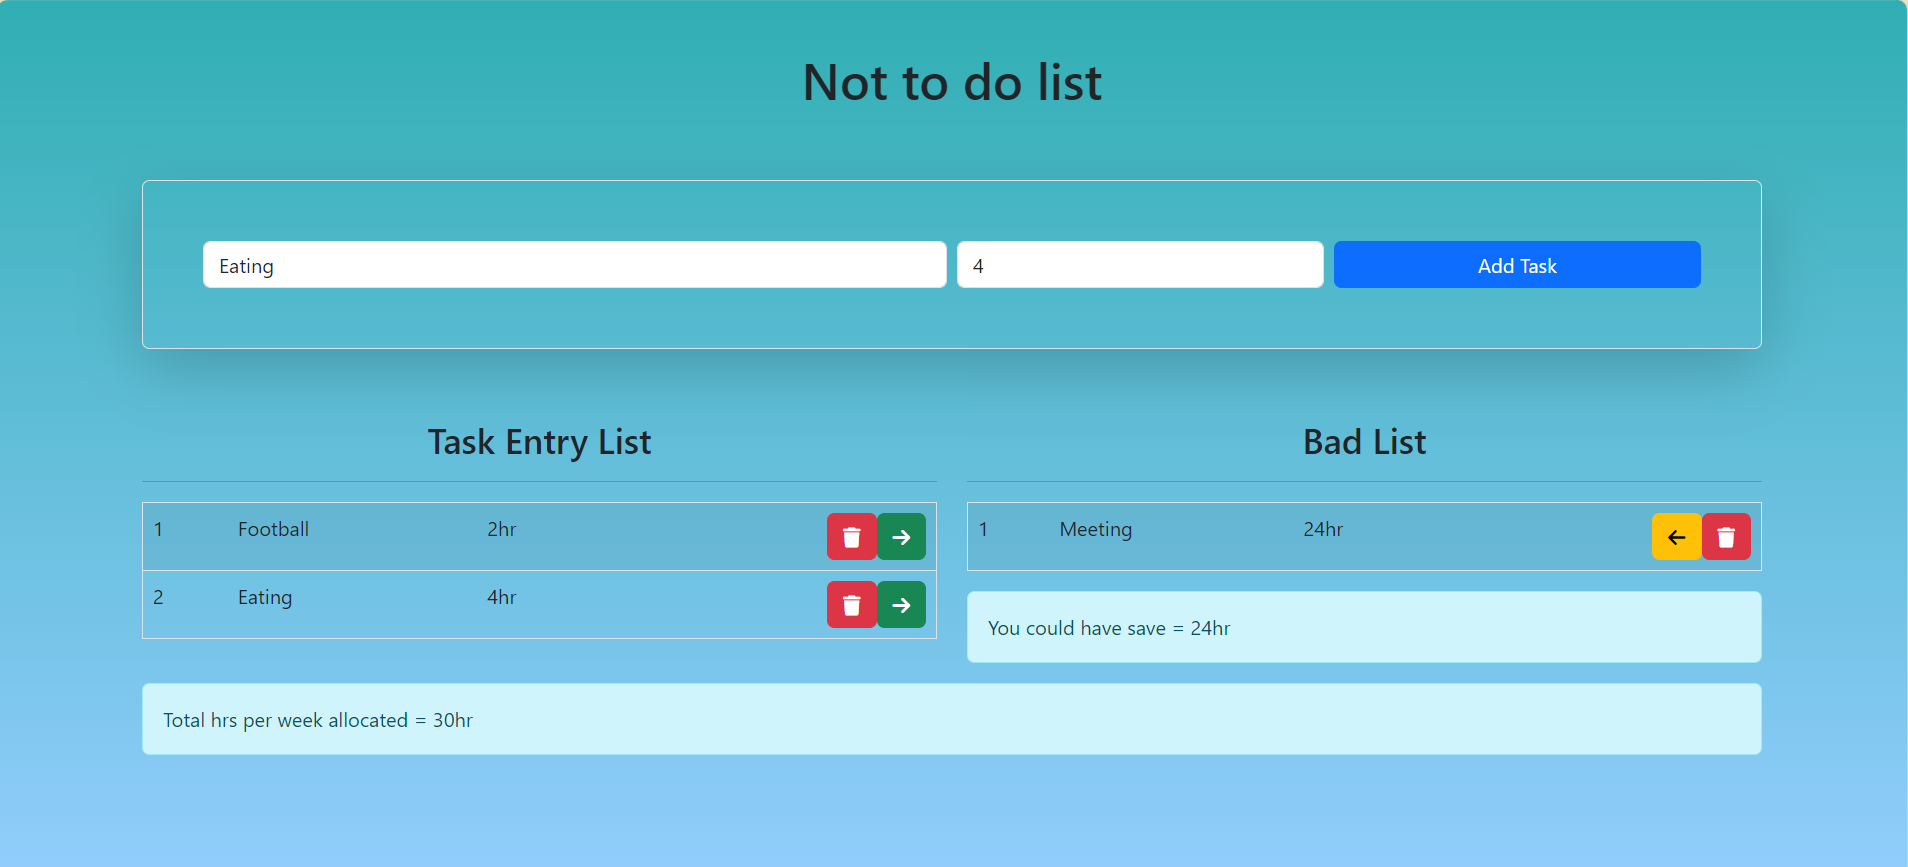 Not to do list
Eating 4 Add Task
Task Entry List
1 Football 2hr
2 Eating 4hr
Bad List
1 Meeting 24hr
You could have save = 24hr
Total hrs per week allocated = 30hr